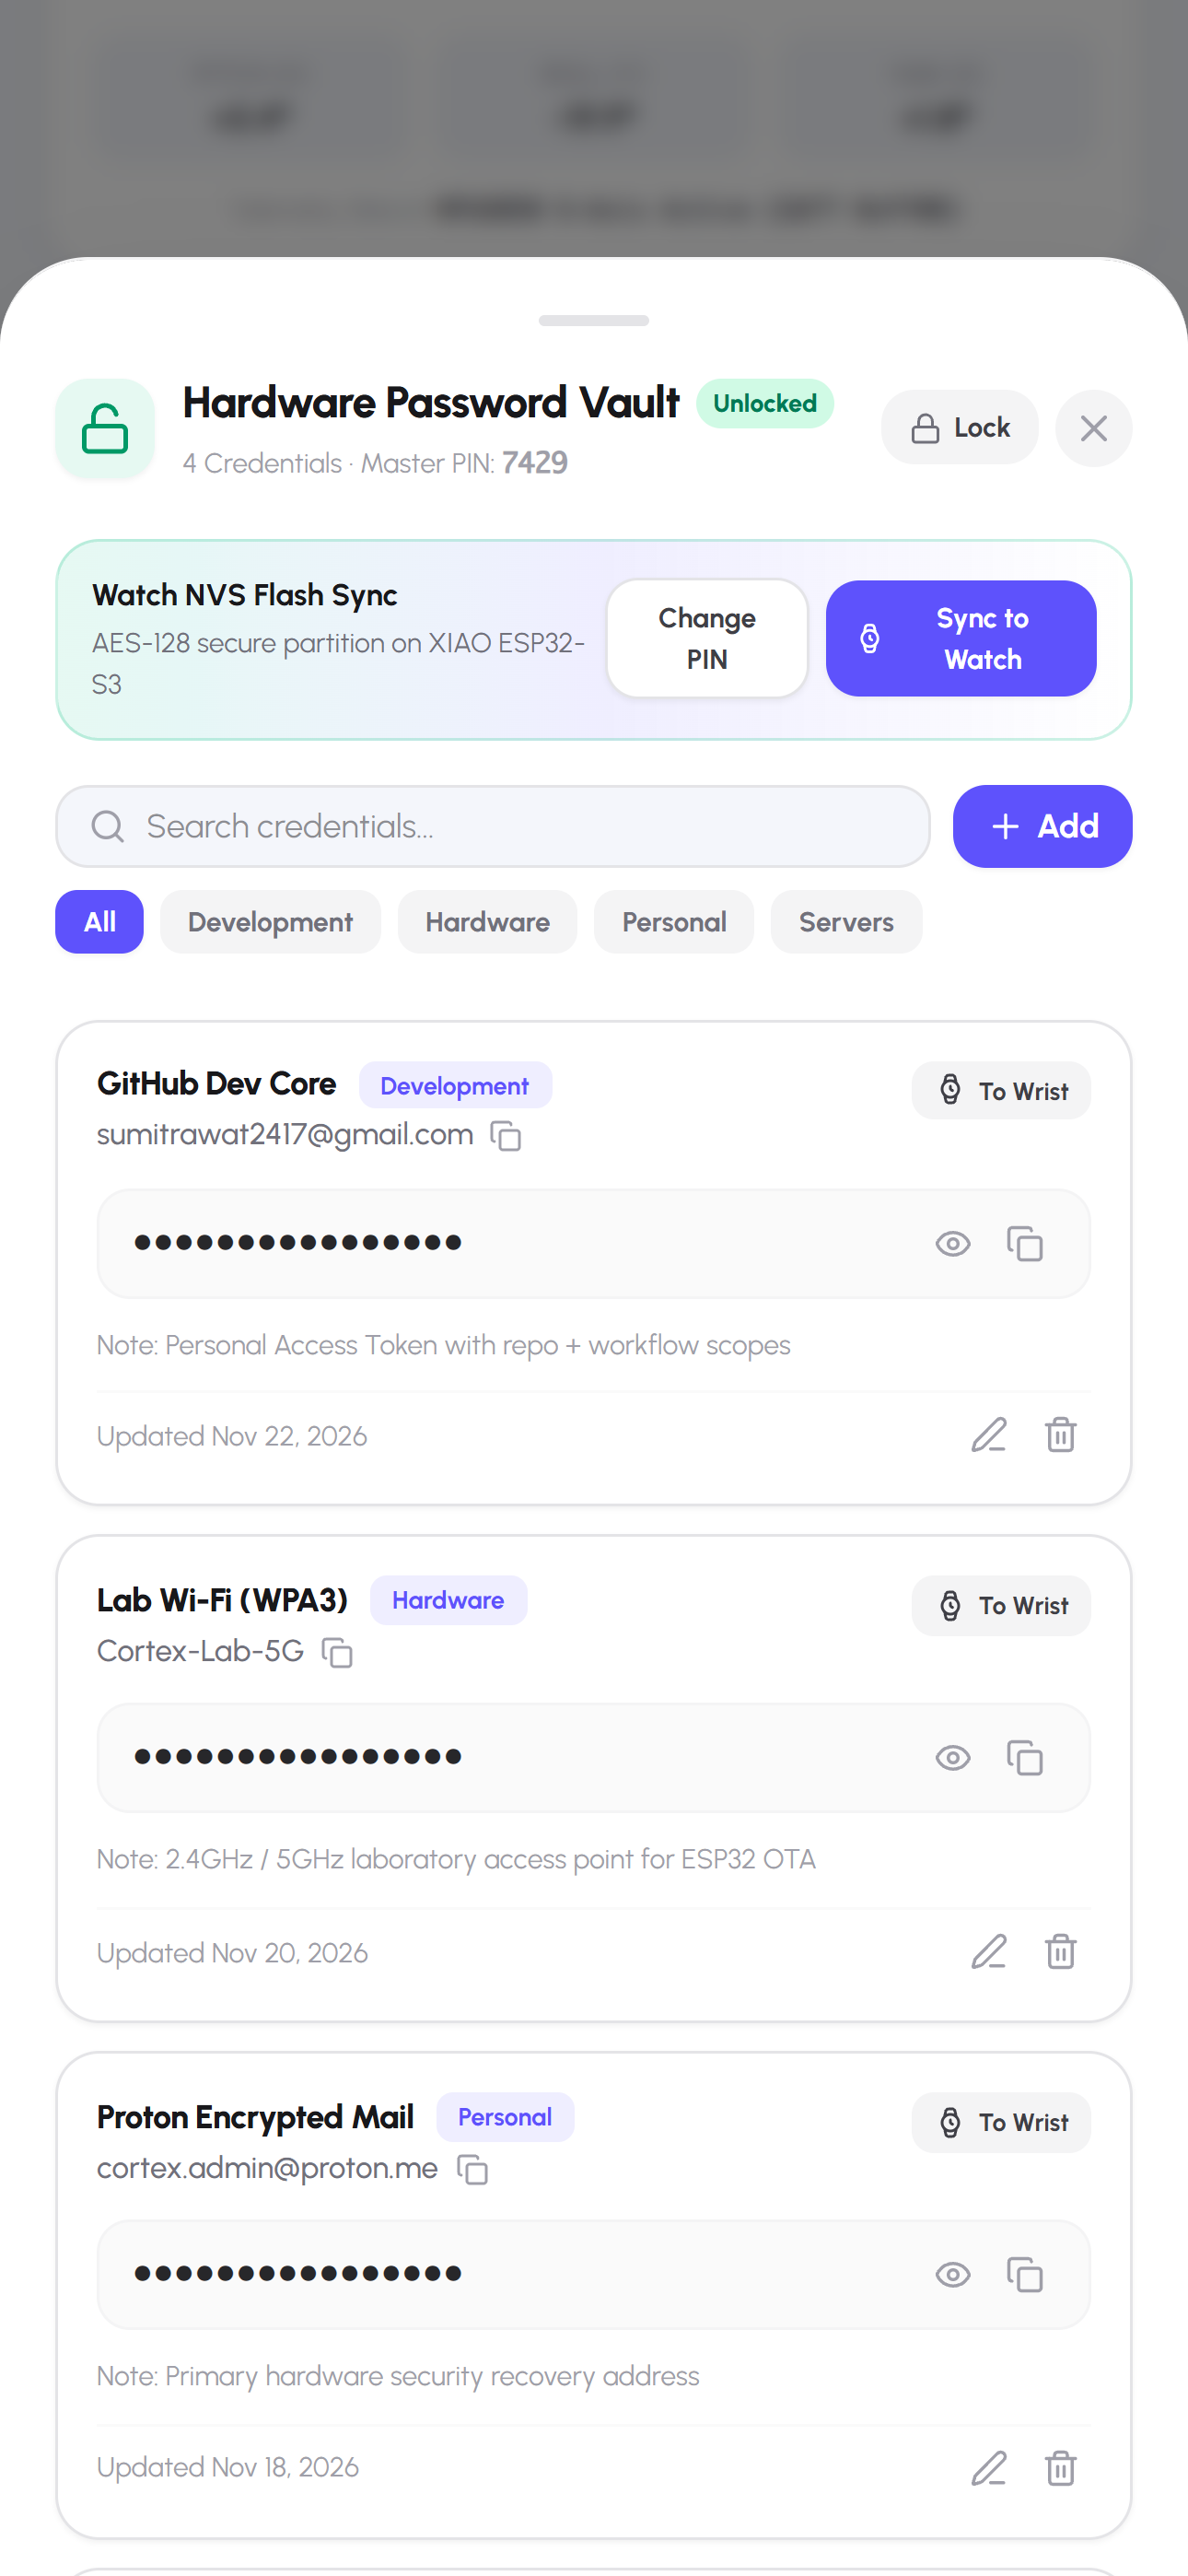 Hardware Password Vault Unlocked
4 Credentials · Master PIN: 7429
Lock
Watch NVS Flash Sync
AES-128 secure partition on XIAO ESP32-
S3
Change
PIN
Sync to
Watch
Search credentials...
Add
All Development Hardware Personal Servers
GitHub Dev Core Development
To Wrist
sumitrawat2417@gmail.com
••••••••••••••••
Note: Personal Access Token with repo + workflow scopes
Updated Nov 22, 2026
Lab Wi-Fi (WPA3) Hardware
To Wrist
Cortex-Lab-5G
••••••••••••••••
Note: 2.4GHz / 5GHz laboratory access point for ESP32 OTA
Updated Nov 20, 2026
Proton Encrypted Mail Personal
To Wrist
cortex.admin@proton.me
••••••••••••••••
Note: Primary hardware security recovery address
Updated Nov 18, 2026